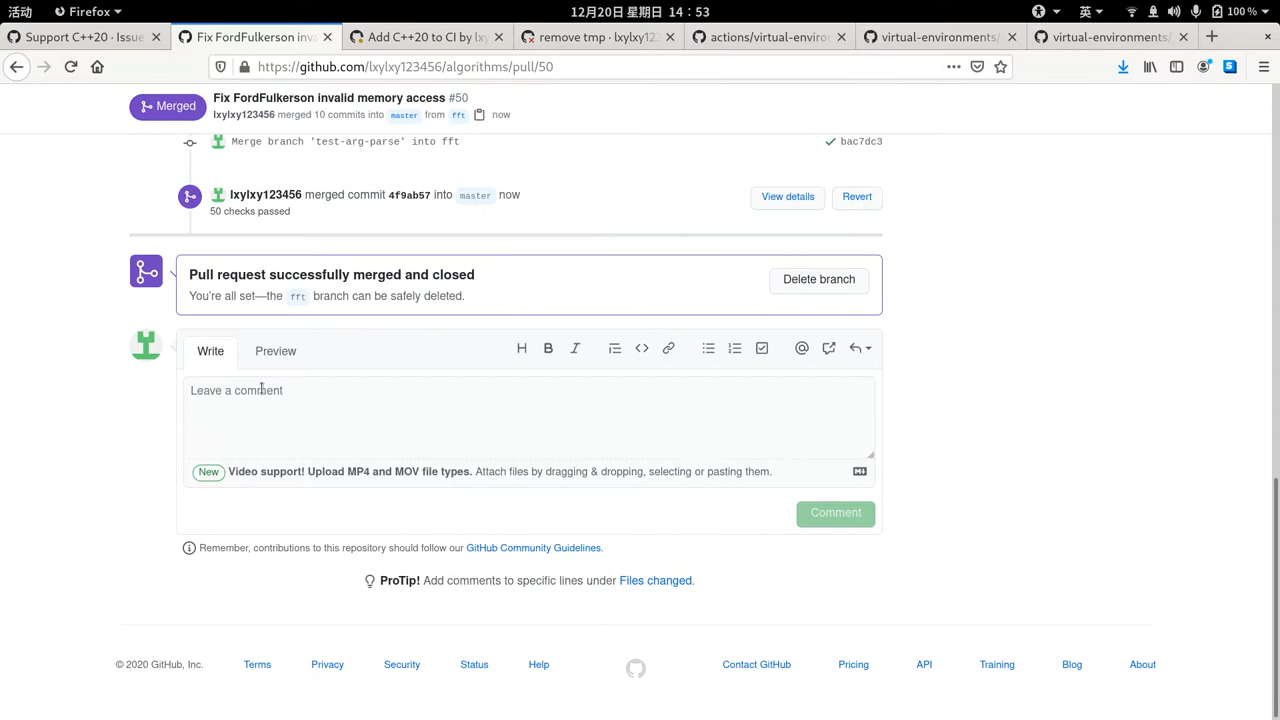 活动 Firefox 12月20日 星期日 14：53 英 100 %
Support C++20 · Issue Fix FordFulkerson inva Add C++20 to CI by lxy remove tmp · lxylxy123 actions/virtual-enviro virtual-environments/ virtual-environments/
https://github.com/lxylxy123456/algorithms/pull/50
Merged Fix FordFulkerson invalid memory access #50
lxylxy123456 merged 10 commits into master from fft now
Merge branch 'test-arg-parse' into fft bac7dc3
lxylxy123456 merged commit 4f9ab57 into master now View details Revert
50 checks passed
Pull request successfully merged and closed Delete branch
You're all set—the fft branch can be safely deleted.
Write Preview
Leave a comment
New Video support! Upload MP4 and MOV file types. Attach files by dragging & dropping, selecting or pasting them.
Comment
Remember, contributions to this repository should follow our GitHub Community Guidelines.
ProTip! Add comments to specific lines under Files changed.
© 2020 GitHub, Inc. Terms Privacy Security Status Help Contact GitHub Pricing API Training Blog About